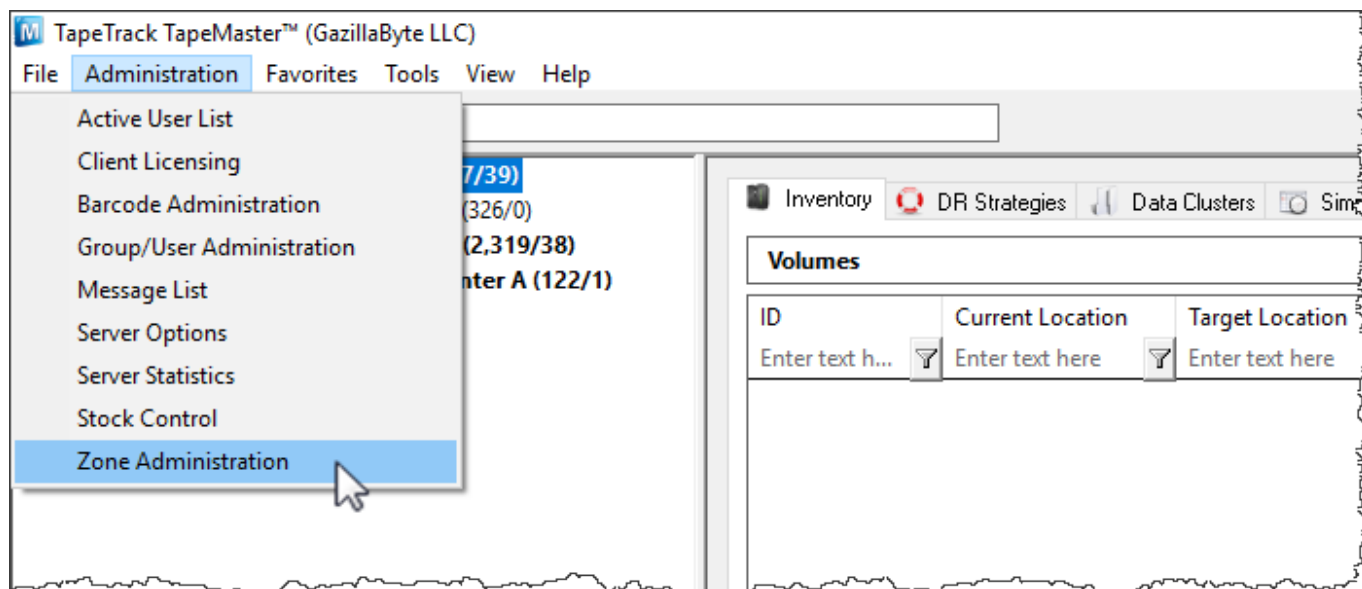 TapeTrack TapeMaster™ (GazillaByte LLC)
File Administration Favorites Tools View Help
Active User List
Client Licensing
Barcode Administration
Group/User Administration
Message List
Server Options
Server Statistics
Stock Control
Zone Administration
7/39)
(326/0)
(2,319/38)
nter A (122/1)
Inventory DR Strategies Data Clusters Sim
Volumes
ID Current Location Target Location
Enter text h... Enter text here Enter text here